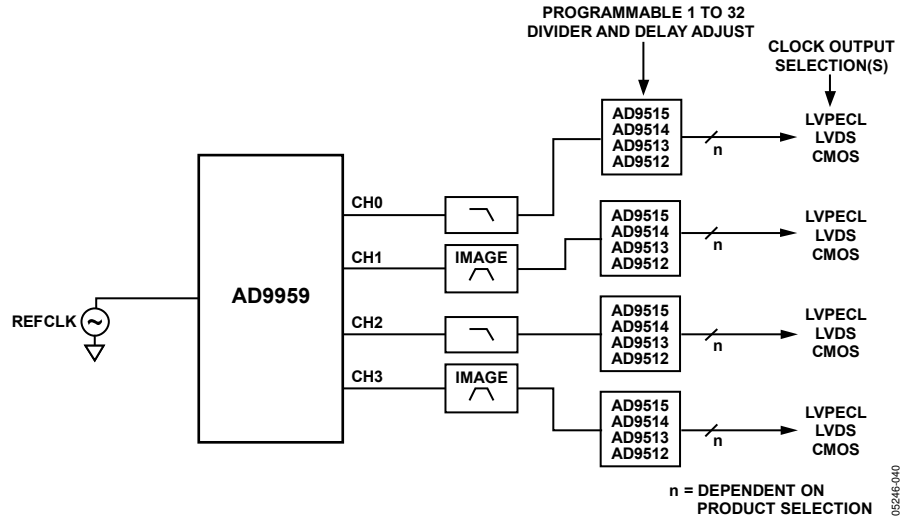 PROGRAMMABLE 1 TO 32
DIVIDER AND DELAY ADJUST
CLOCK OUTPUT
SELECTION(S)
AD9515
AD9514
AD9513
AD9512
n
LVPECL
LVDS
CMOS
CH0
AD9515
AD9514
AD9513
AD9512
n
LVPECL
LVDS
CMOS
CH1
IMAGE
AD9959
REFCLK
CH2
AD9515
AD9514
AD9513
AD9512
n
LVPECL
LVDS
CMOS
CH3
IMAGE
AD9515
AD9514
AD9513
AD9512
n
LVPECL
LVDS
CMOS
n = DEPENDENT ON
PRODUCT SELECTION
05246-040